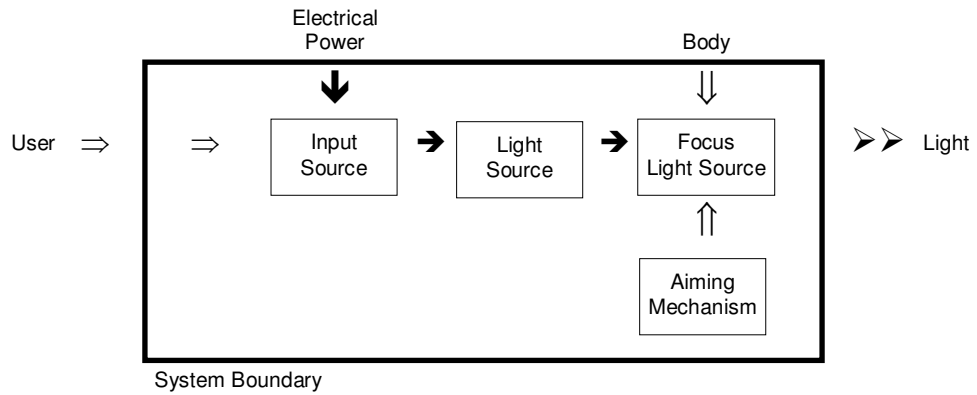 Electrical
Power
Body
User
Input
Source
Light
Source
Focus
Light Source
Light
Aiming
Mechanism
System Boundary